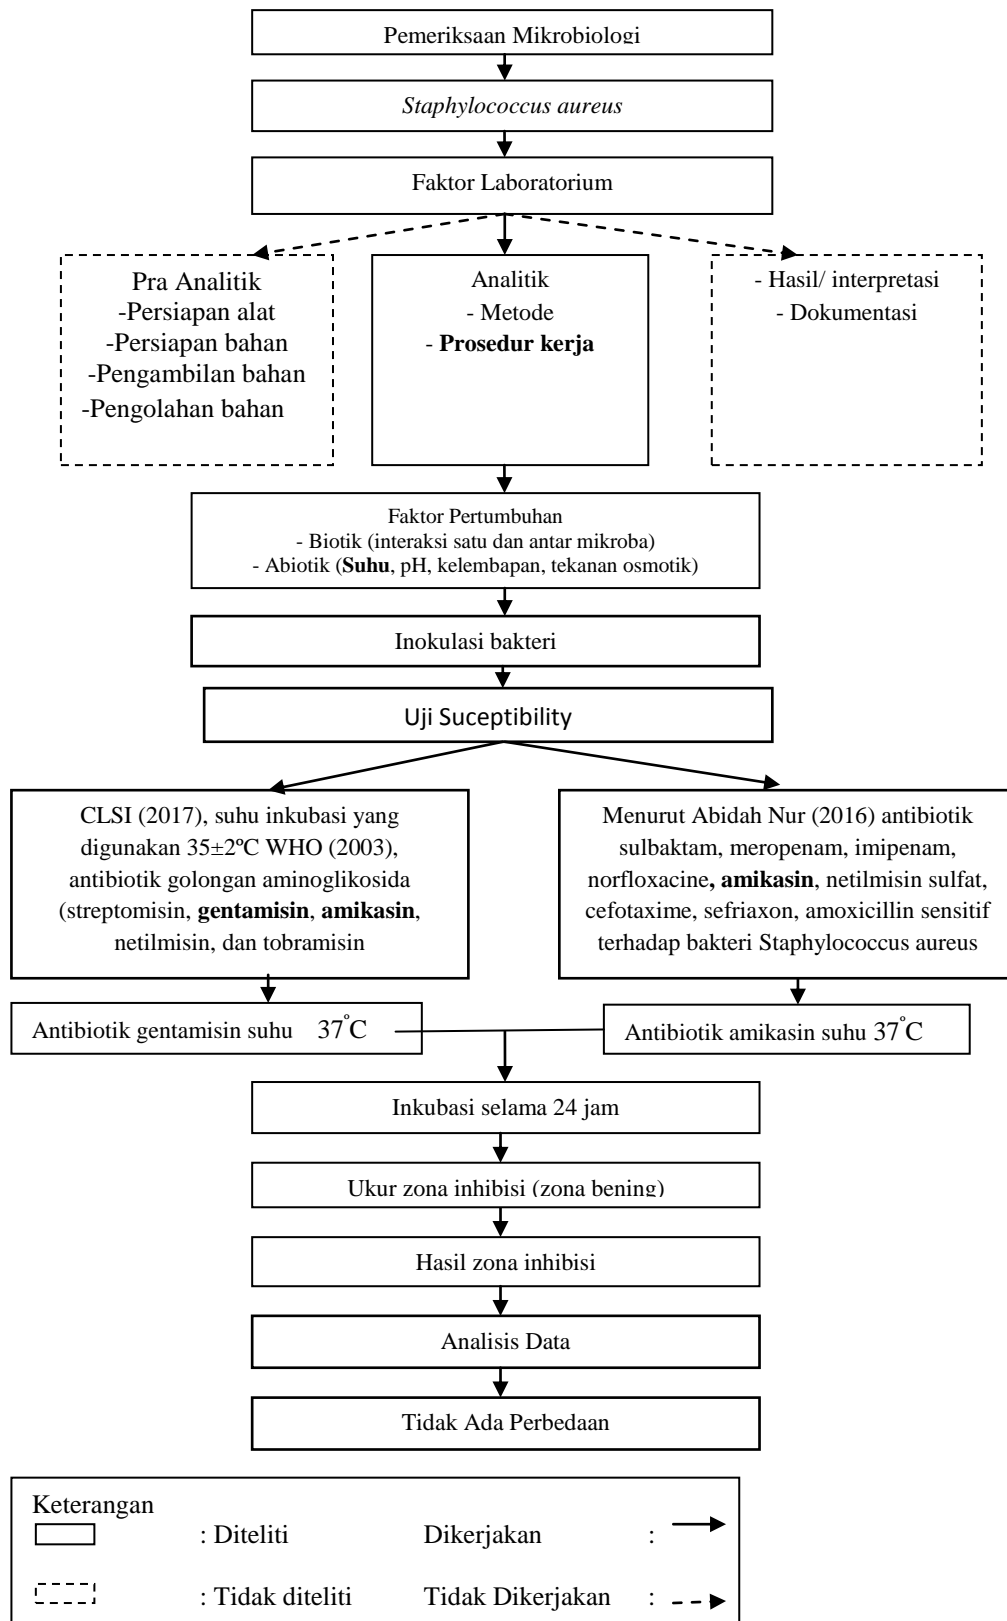 Pemeriksaan Mikrobiologi
Staphylococcus aureus
Faktor Laboratorium
Pra Analitik
-Persiapan alat
-Persiapan bahan
-Pengambilan bahan
-Pengolahan bahan
Analitik
- Metode
- Prosedur kerja
- Hasil/ interpretasi
- Dokumentasi
Faktor Pertumbuhan
- Biotik (interaksi satu dan antar mikroba)
- Abiotik (Suhu, pH, kelembapan, tekanan osmotik)
Inokulasi bakteri
Uji Suceptibility
CLSI (2017), suhu inkubasi yang
digunakan 35±2ºC WHO (2003),
antibiotik golongan aminoglikosida
(streptomisin, gentamisin, amikasin,
netilmisin, dan tobramisin
Menurut Abidah Nur (2016) antibiotik
sulbaktam, meropenam, imipenam,
norfloxacine, amikasin, netilmisin sulfat,
cefotaxime, sefriaxon, amoxicillin sensitif
terhadap bakteri Staphylococcus aureus
Antibiotik gentamisin suhu 37°C
Antibiotik amikasin suhu 37°C
Inkubasi selama 24 jam
Ukur zona inhibisi (zona bening)
Hasil zona inhibisi
Analisis Data
Tidak Ada Perbedaan
Keterangan
: Diteliti Dikerjakan :
: Tidak diteliti Tidak Dikerjakan :